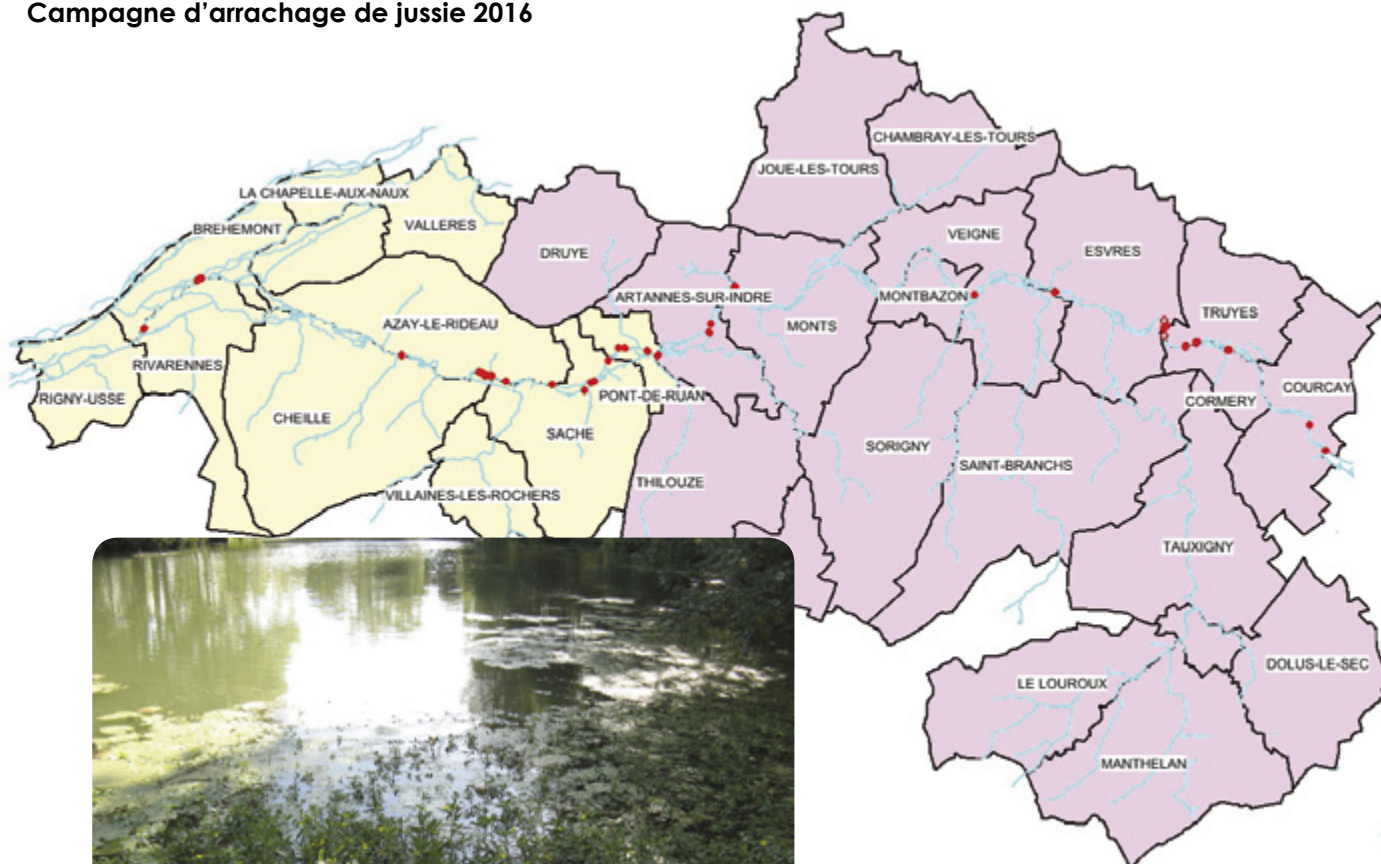 Campagne d'arrachage de jussie 2016
CHAMBRAY-LES-TOURS
JOUE-LES-TOURS
LA CHAPELLE-AUX-NAUX
BREHEMONT
VALLERES
DRUYE
VEIGNE
ESVRES
ARTANNES-SUR-INDRE
MONTBAZON
MONTS
TRUYES
AZAY-LE-RIDEAU
RIVARENNES
RIGNY-USSE
CHEILLE
PONT-DE-RUAN
COURCAY
CORMERY
SACHE
SORIGNY
SAINT-BRANCHS
THILOUZE
VILLAINES-LES-ROCHERS
TAUXIGNY
DOLUS-LE-SEC
LE LOUROUX
MANTHELAN